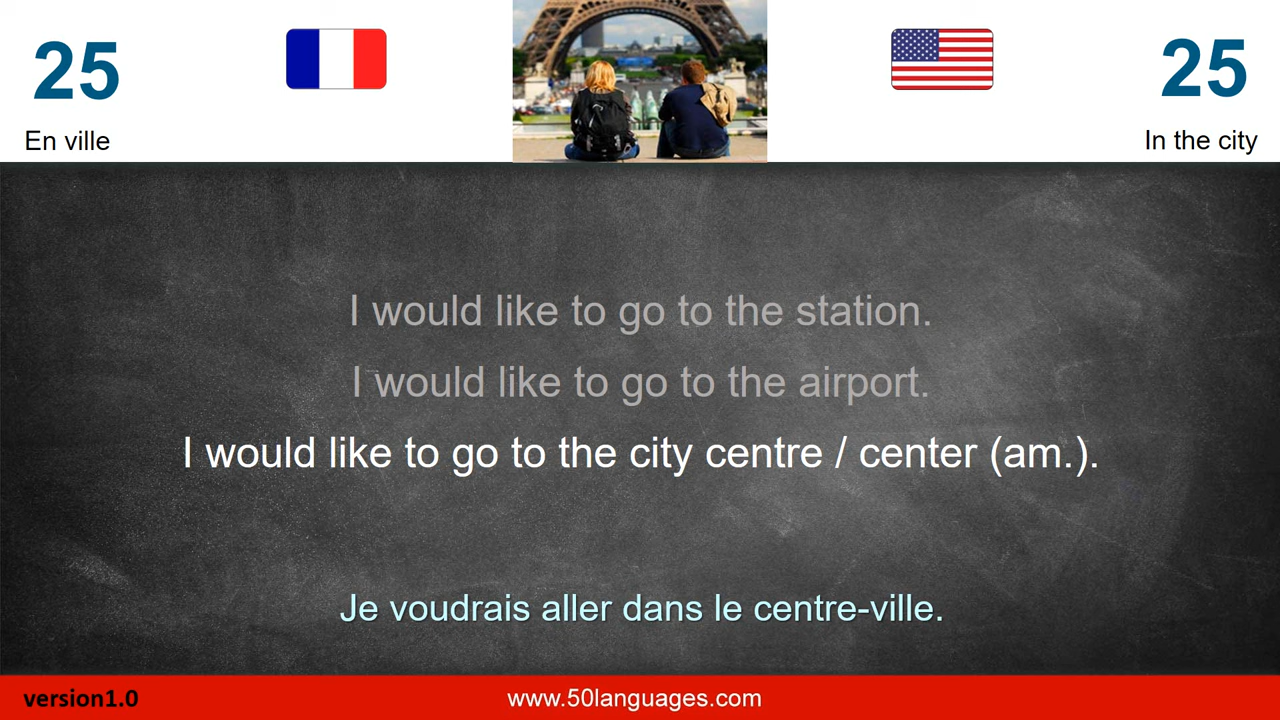 25
25
En ville
In the city
I would like to go to the station.
I would like to go to the airport.
I would like to go to the city centre / center (am.).
Je voudrais aller dans le centre-ville.
version1.0
www.50languages.com